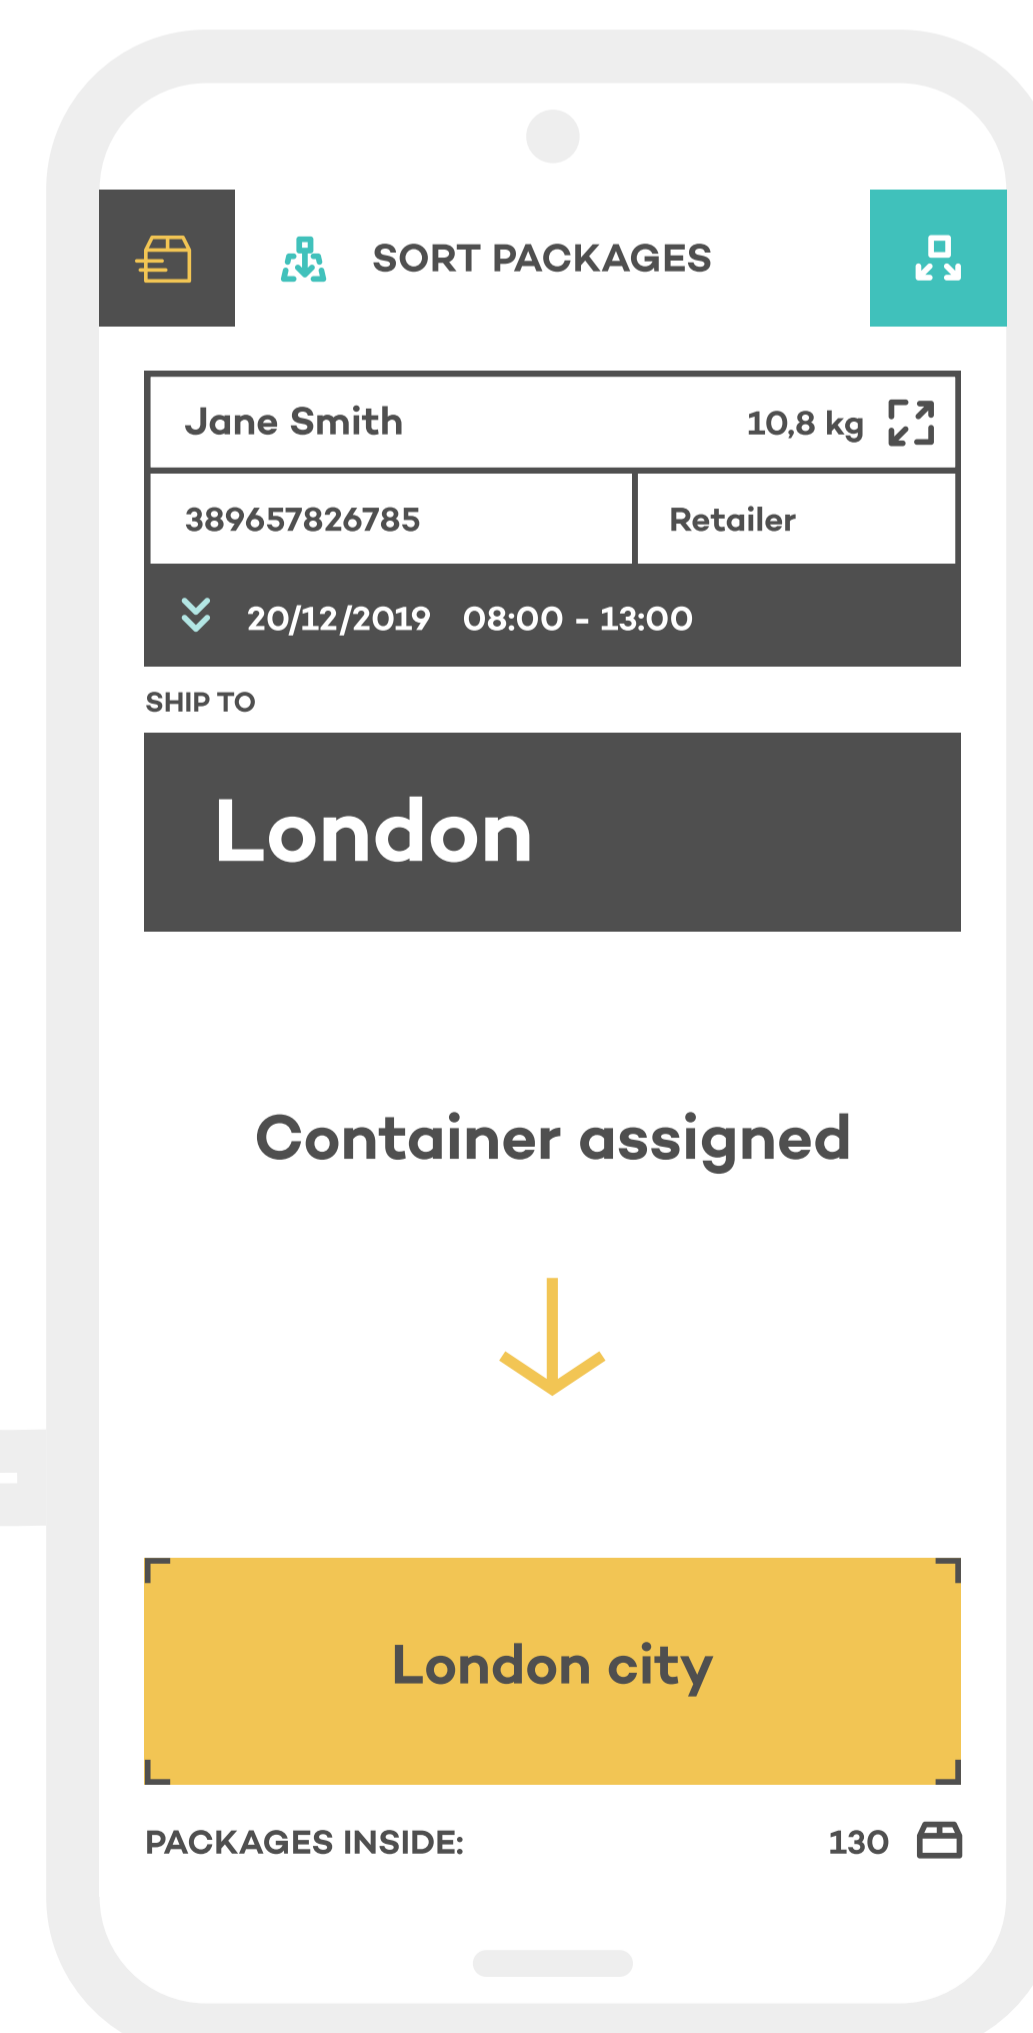 SORT PACKAGES
Jane Smith 10,8 kg
389657826785 Retailer
20/12/2019 08:00 - 13:00
SHIP TO
London
Container assigned
London city
PACKAGES INSIDE: 130